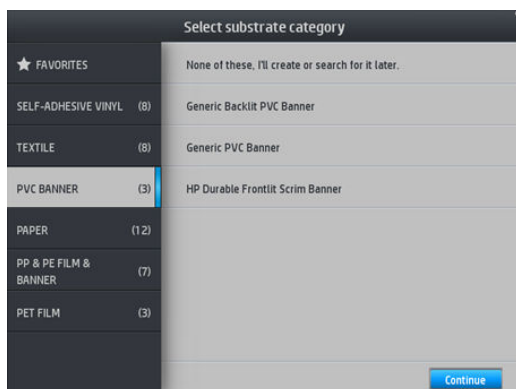 Select substrate category
FAVORITES
SELF-ADHESIVE VINYL (8)
TEXTILE (8)
PVC BANNER (3)
PAPER (12)
PP & PE FILM &
BANNER (7)
PET FILM (3)
None of these, I'll create or search for it later.
Generic Backlit PVC Banner
Generic PVC Banner
HP Durable Frontlit Scrim Banner
Continue